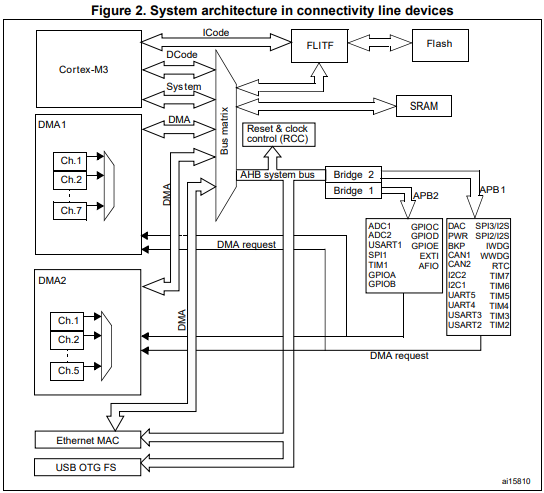 Figure 2. System architecture in connectivity line devices
ICode
Cortex-M3
DCode
System
FLITF
Flash
SRAM
DMA1
DMA
Bus matrix
Reset & clock
control (RCC)
Ch.1
Ch.2
Ch.7
DMA
AHB system bus
Bridge 2
Bridge 1
APB2
APB1
ADC1
ADC2
USART1
SPI1
TIM1
GPIOA
GPIOB
GPIOC
GPIOD
GPIOE
EXTI
AFIO
DAC
PWR
BKP
CAN1
CAN2
I2C2
I2C1
UART5
UART4
USART3
USART2
SPI3/I2S
SPI2/I2S
IWDG
WWDG
RTC
TIM7
TIM6
TIM5
TIM4
TIM3
TIM2
DMA request
DMA2
Ch.1
Ch.2
Ch.5
DMA
DMA request
Ethernet MAC
USB OTG FS
ai15810